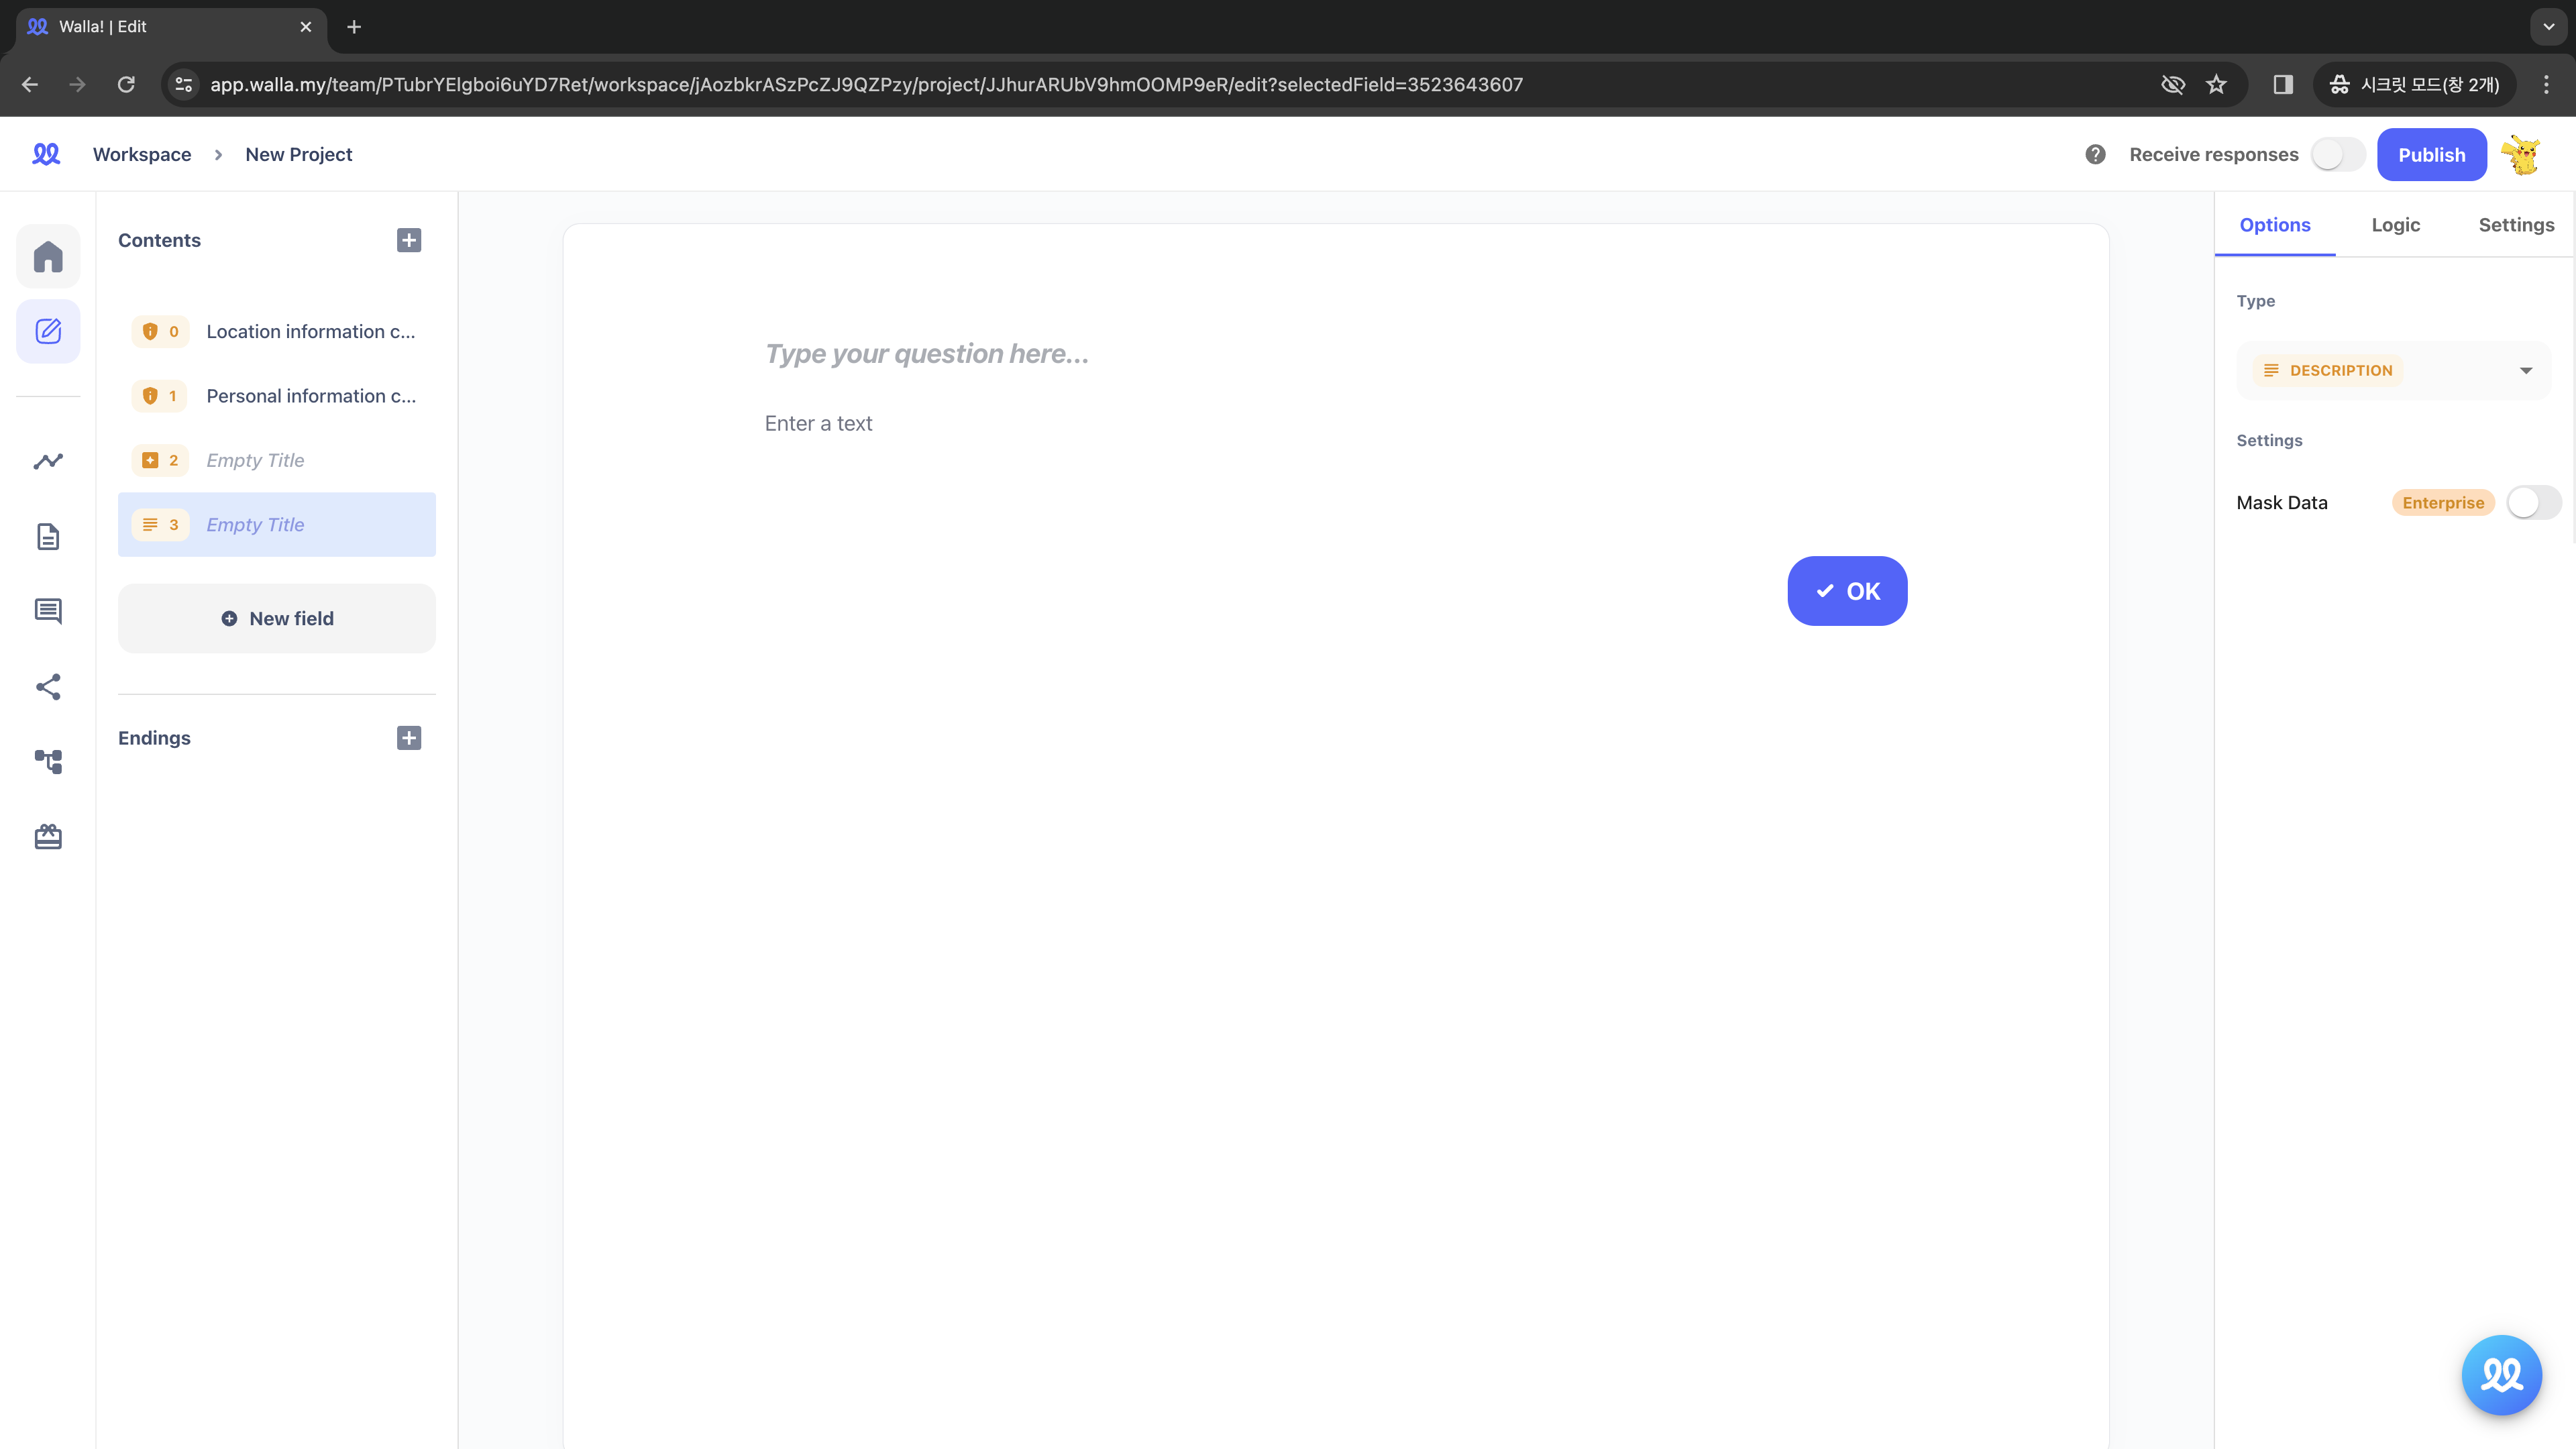 Walla! | Edit
app.walla.my/team/PTubrYElgboi6uYD7Ret/workspace/jAozbkrASzPcZJ9QZPzy/project/JJhurARUbV9hmOOMP9eR/edit?selectedField=3523643607
시크릿 모드(창 2개)
Workspace
New Project
Receive responses
Publish
Contents
0 Location information c...
1 Personal information c...
2 Empty Title
3 Empty Title
New field
Endings
Type your question here...
Enter a text
OK
Options
Logic
Settings
Type
DESCRIPTION
Settings
Mask Data
Enterprise